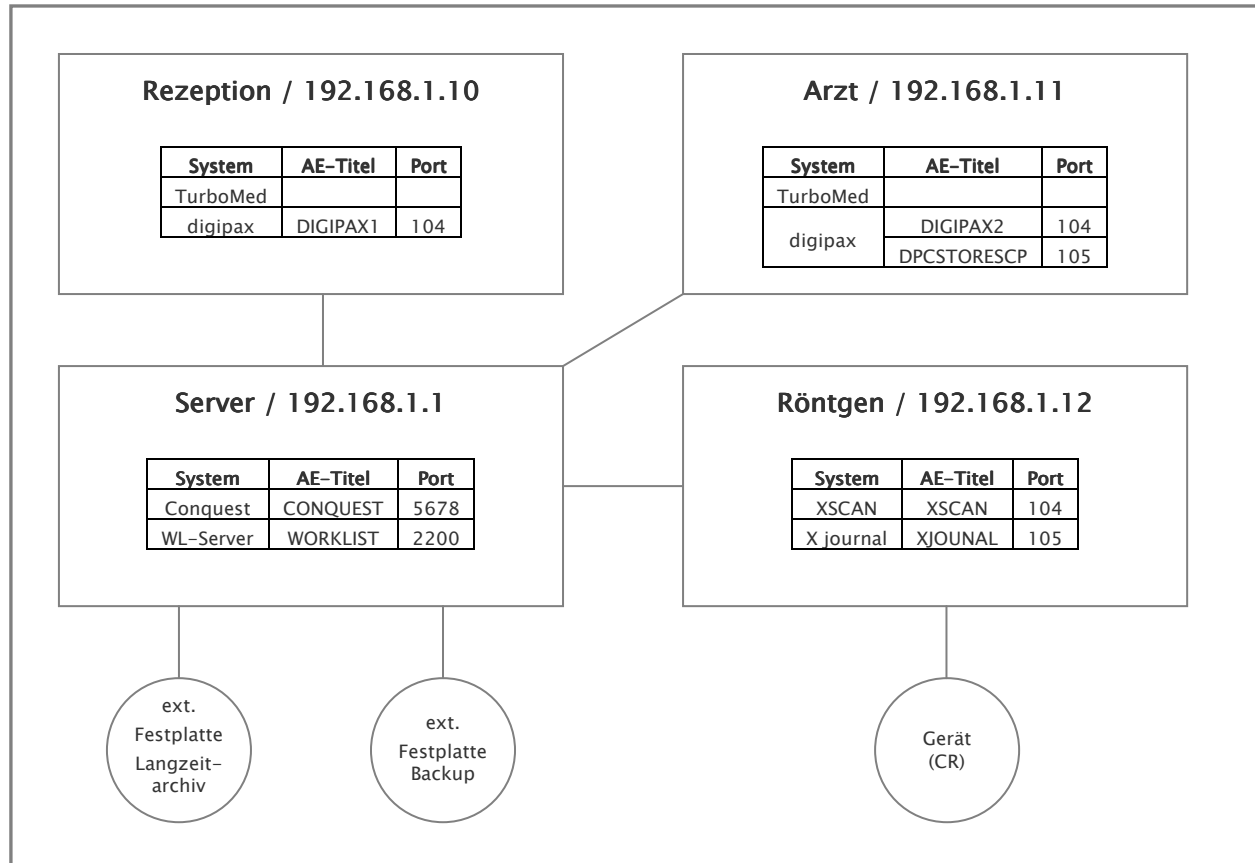 Rezeption / 192.168.1.10
System AE-Titel Port
TurboMed
digipax DIGIPAX1 104
Arzt / 192.168.1.11
System AE-Titel Port
TurboMed
digipax DIGIPAX2 104
DPCSTORESCP 105
Server / 192.168.1.1
System AE-Titel Port
Conquest CONQUEST 5678
WL-Server WORKLIST 2200
Röntgen / 192.168.1.12
System AE-Titel Port
XSCAN XSCAN 104
X journal XJOUNAL 105
ext.
Festplatte
Langzeit-
archiv
ext.
Festplatte
Backup
Gerät
(CR)